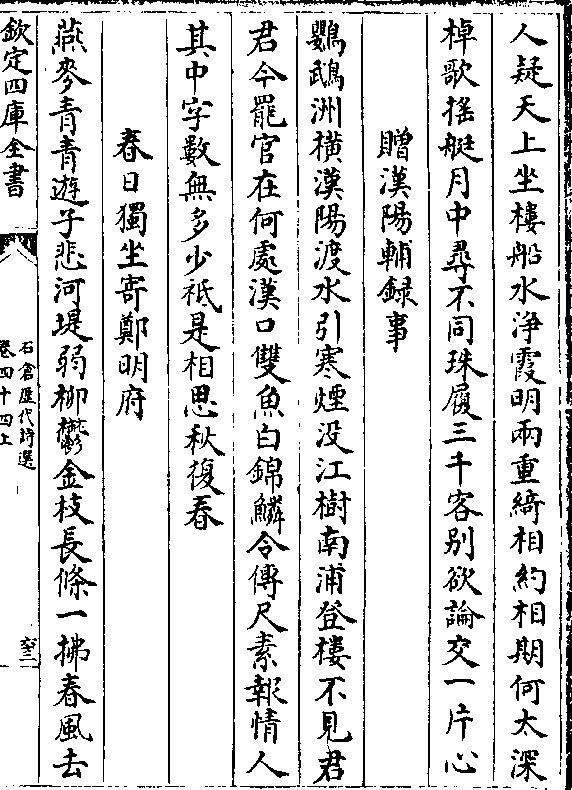 人疑天上坐樓船水淨霞明兩重綺相約相期何太深
棹歌搖艇月中尋不同珠履三千客别欲論交一片心
贈漢陽輔録事
鸚鵡洲横漢陽渡水引寒煙没江樹南浦登樓不見君
君今罷官在何處漢口雙魚白錦鱗令傳尺素報情人
其中字數無多少祗是相思秋復春
春日獨坐寄鄭明府
燕麥青青遊子悲河堤弱柳鬱金枝長條一拂春風去
欽定四庫全書
石倉歷代詩選
卷四十四上